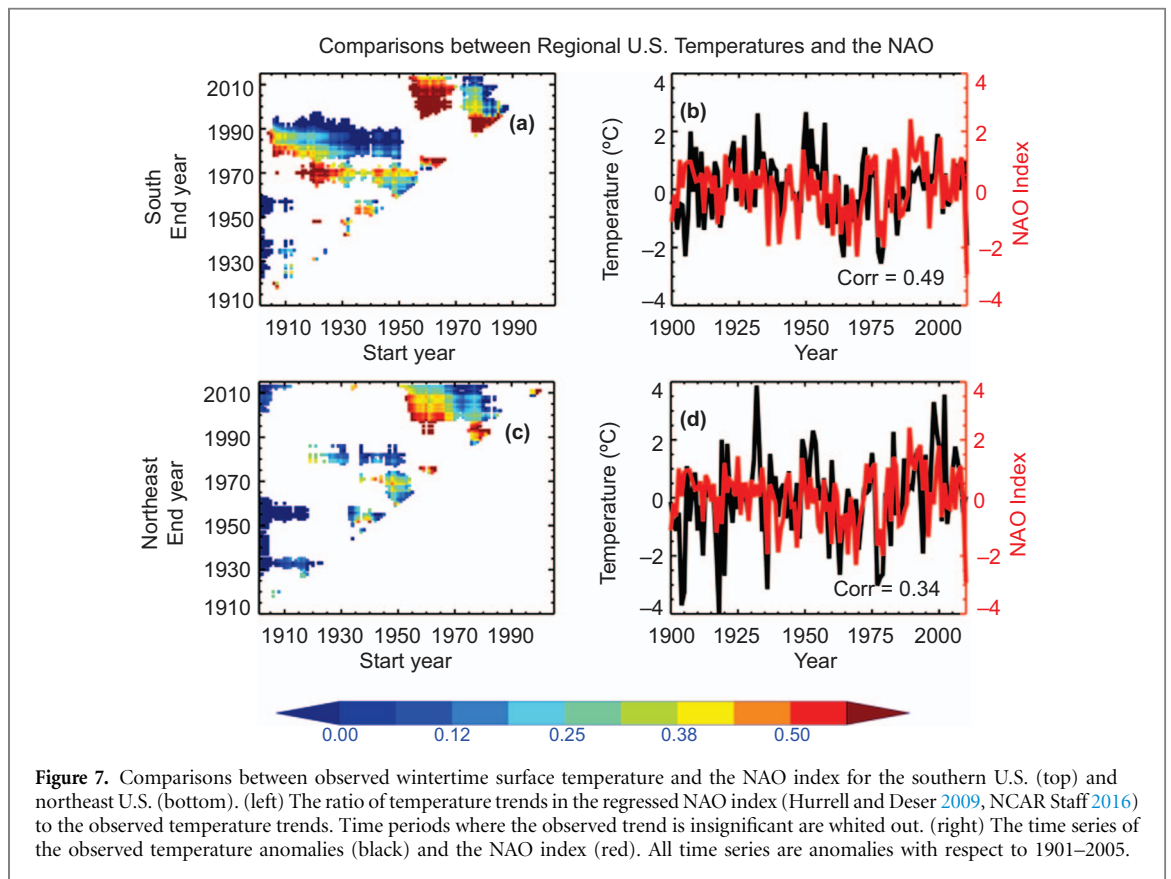 Comparisons between Regional U.S. Temperatures and the NAO
2010
1990
1970
1950
1930
1910
South
End year
(a)
1910 1930 1950 1970 1990
Start year
4
2
0
−2
−4
Temperature (ºC)
(b)
Corr = 0.49
4
2
0
−2
−4
NAO Index
1900 1925 1950 1975 2000
Year
2010
1990
1970
1950
1930
1910
Northeast
End year
(c)
1910 1930 1950 1970 1990
Start year
4
2
0
−2
−4
Temperature (ºC)
(d)
Corr = 0.34
4
2
0
−2
−4
NAO Index
1900 1925 1950 1975 2000
Year
0.00 0.12 0.25 0.38 0.50
Figure 7. Comparisons between observed wintertime surface temperature and the NAO index for the southern U.S. (top) and
northeast U.S. (bottom). (left) The ratio of temperature trends in the regressed NAO index (Hurrell and Deser 2009, NCAR Staff 2016)
to the observed temperature trends. Time periods where the observed trend is insignificant are whited out. (right) The time series of
the observed temperature anomalies (black) and the NAO index (red). All time series are anomalies with respect to 1901–2005.